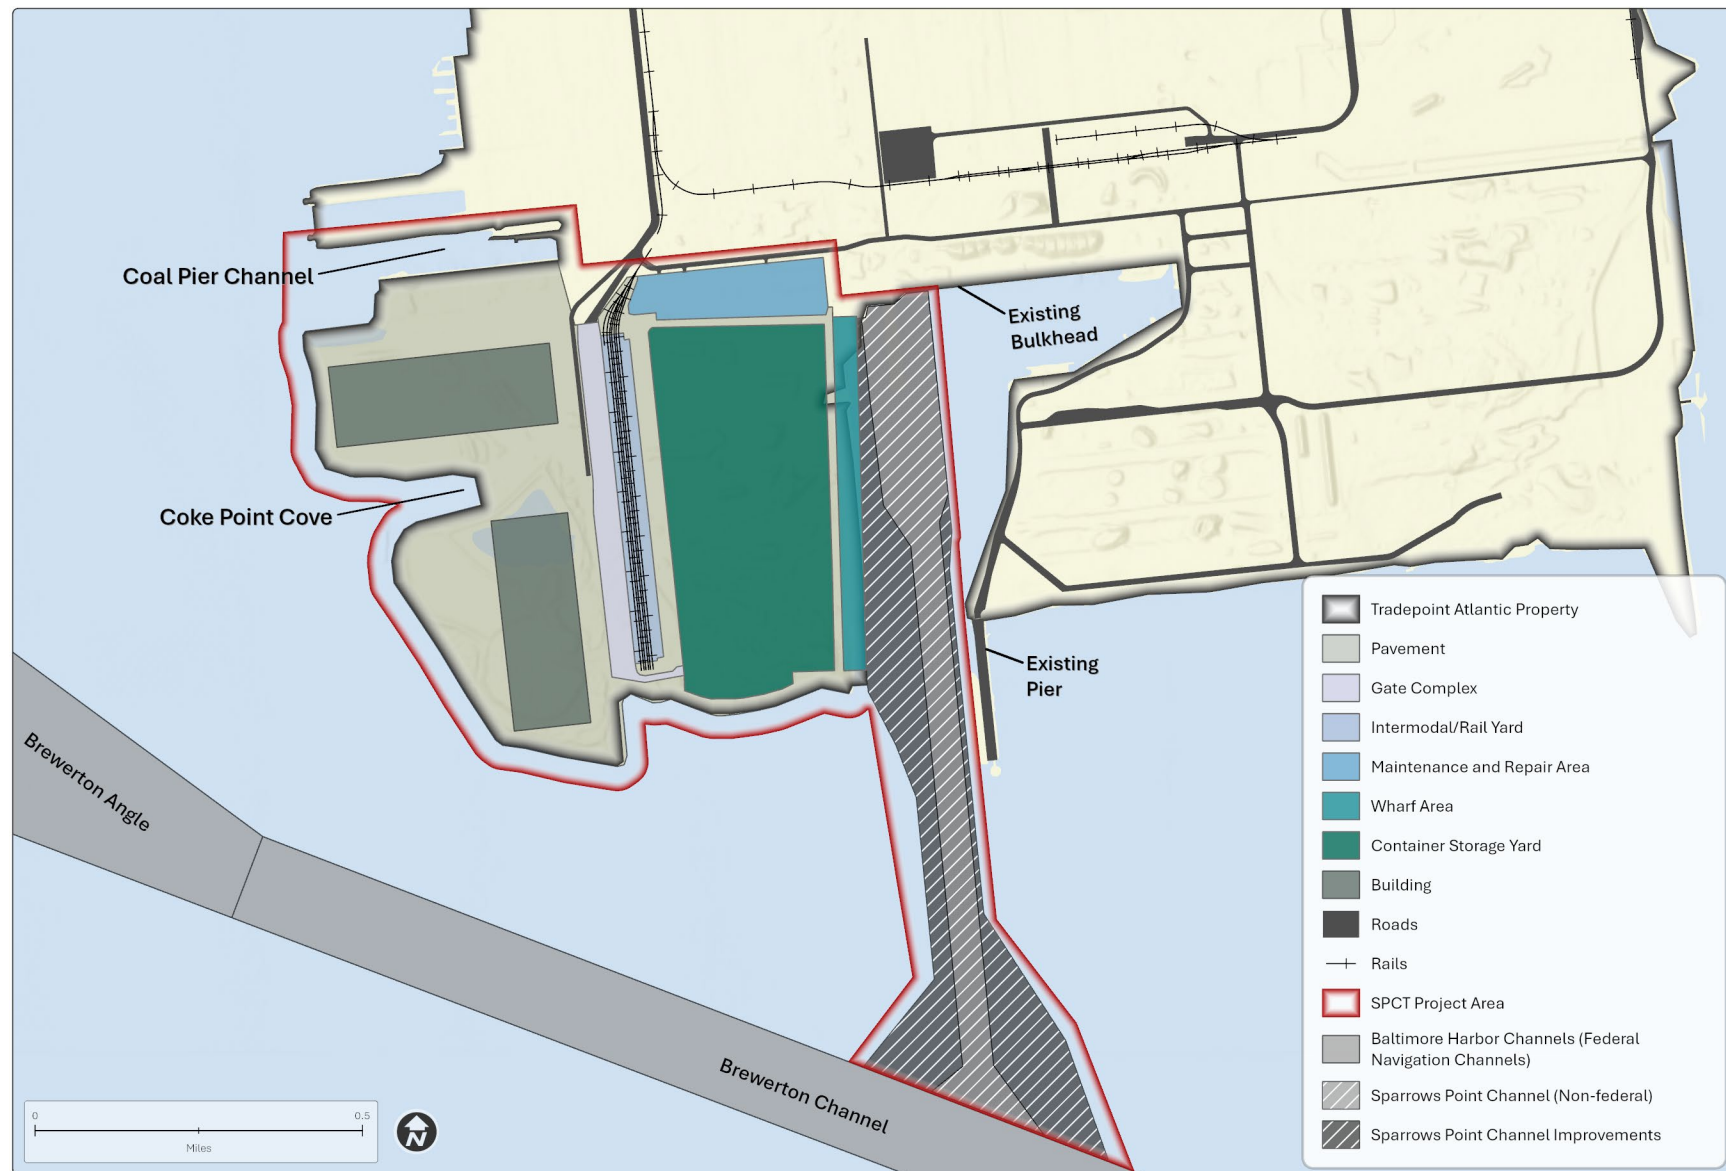 Coal Pier Channel
Existing
Bulkhead
Coke Point Cove
Existing
Pier
Brewerton Angle
Brewerton Channel
Tradepoint Atlantic Property
Pavement
Gate Complex
Intermodal/Rail Yard
Maintenance and Repair Area
Wharf Area
Container Storage Yard
Building
Roads
Rails
SPCT Project Area
Baltimore Harbor Channels (Federal
Navigation Channels)
Sparrows Point Channel (Non-federal)
Sparrows Point Channel Improvements
0 0.5
Miles
N